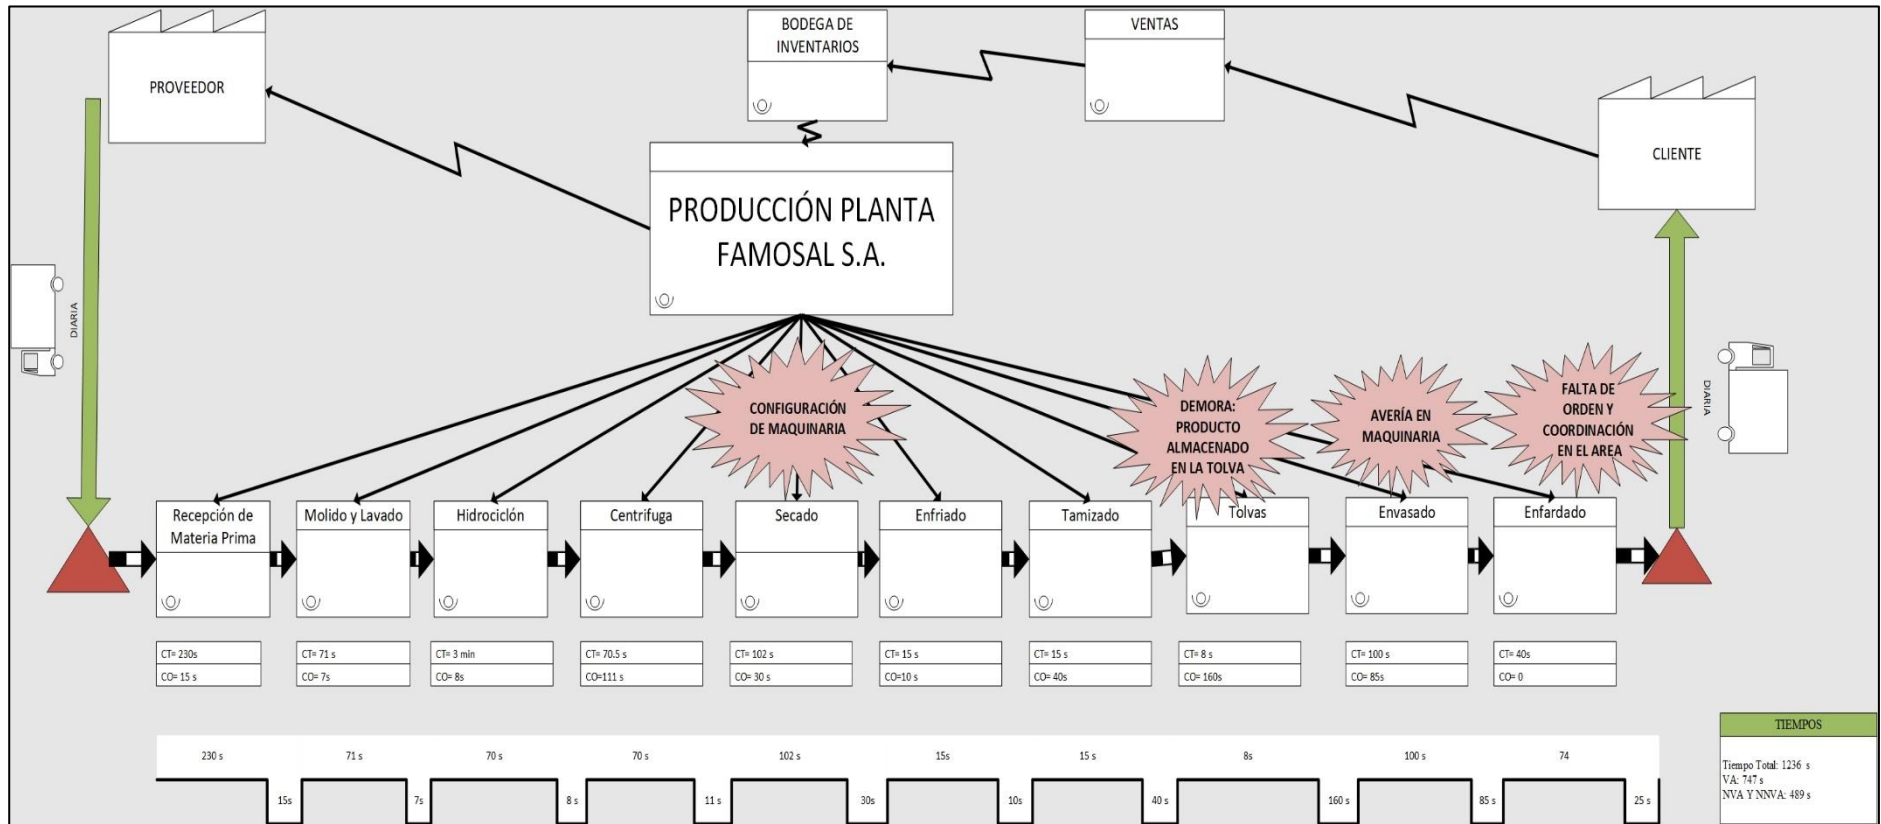 BODEGA DE
INVENTARIOS
VENTAS
PROVEEDOR
CLIENTE
PRODUCCIÓN PLANTA
FAMOSAL S.A.
DIARIA
DIARIA
CONFIGURACIÓN
DE MAQUINARIA
DEMORA:
PRODUCTO
ALMACENADO
EN LA TOLVA
AVERÍA EN
MAQUINARIA
FALTA DE
ORDEN Y
COORDINACIÓN
EN EL AREA
Recepción de
Materia Prima
Molido y Lavado
Hidrociclón
Centrifuga
Secado
Enfriado
Tamizado
Tolvas
Envasado
Enfardado
CT= 230s
CO= 15 s
CT= 71 s
CO= 7s
CT= 3 min
CO= 8s
CT= 70.5 s
CO=111 s
CT= 102 s
CO= 30 s
CT= 15 s
CO=10 s
CT= 15 s
CO= 40s
CT= 8 s
CO= 160s
CT= 100 s
CO= 85s
CT= 40s
CO= 0
230 s
71 s
70 s
70 s
102 s
15s
15 s
8s
100 s
74
15s
7s
8 s
11 s
30s
10s
40 s
160 s
85 s
25 s
TIEMPOS
Tiempo Total: 1236 s
VA: 747 s
NVA Y NNVA: 489 s